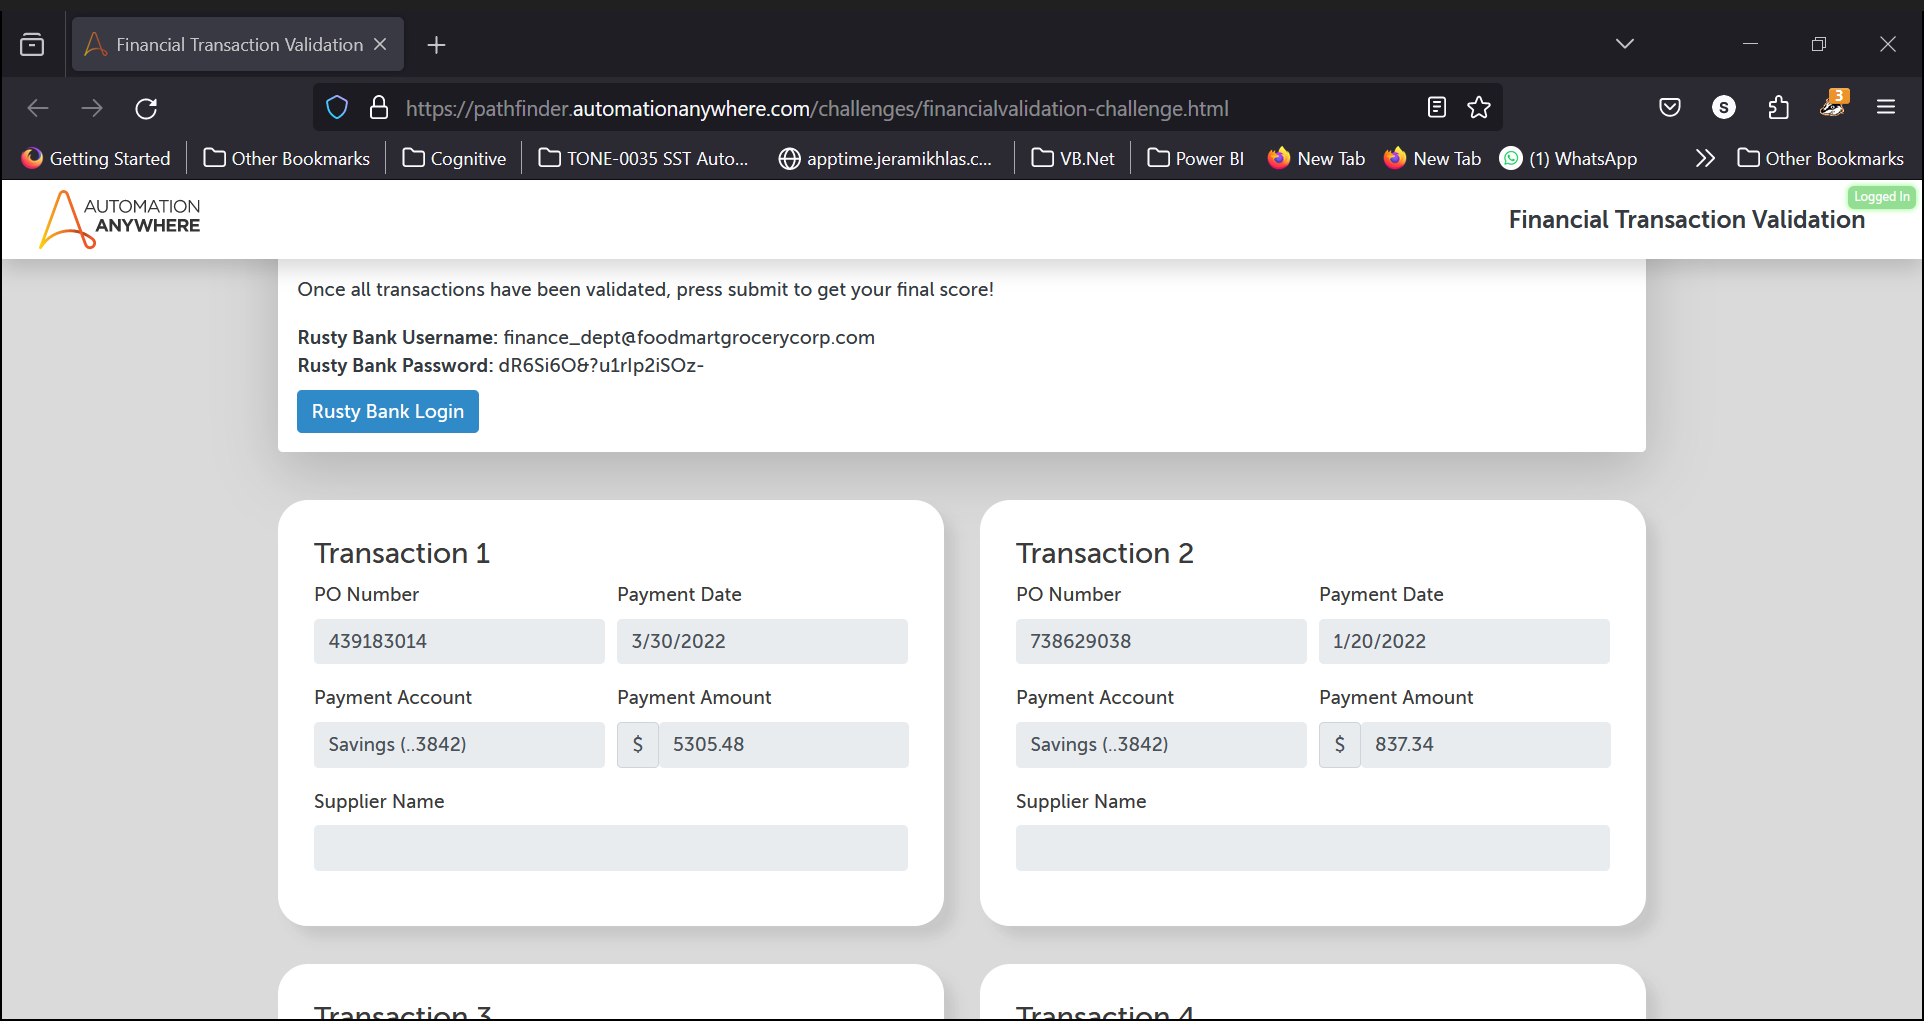 Financial Transaction Validation
https://pathfinder.automationanywhere.com/challenges/financialvalidation-challenge.html
S
3
Getting Started
Other Bookmarks
Cognitive
TONE-0035 SST Auto...
apptime.jeramikhlas.c...
VB.Net
Power BI
New Tab
New Tab
(1) WhatsApp
Other Bookmarks
AUTOMATION
ANYWHERE
Logged In
Financial Transaction Validation
Once all transactions have been validated, press submit to get your final score!
Rusty Bank Username: finance_dept@foodmartgrocerycorp.com
Rusty Bank Password: dR6Si6O&?u1rIp2iSOz-
Rusty Bank Login
Transaction 1
PO Number Payment Date
439183014 3/30/2022
Payment Account Payment Amount
Savings (..3842) $ 5305.48
Supplier Name
Transaction 2
PO Number Payment Date
738629038 1/20/2022
Payment Account Payment Amount
Savings (..3842) $ 837.34
Supplier Name
Transaction 3
Transaction 4